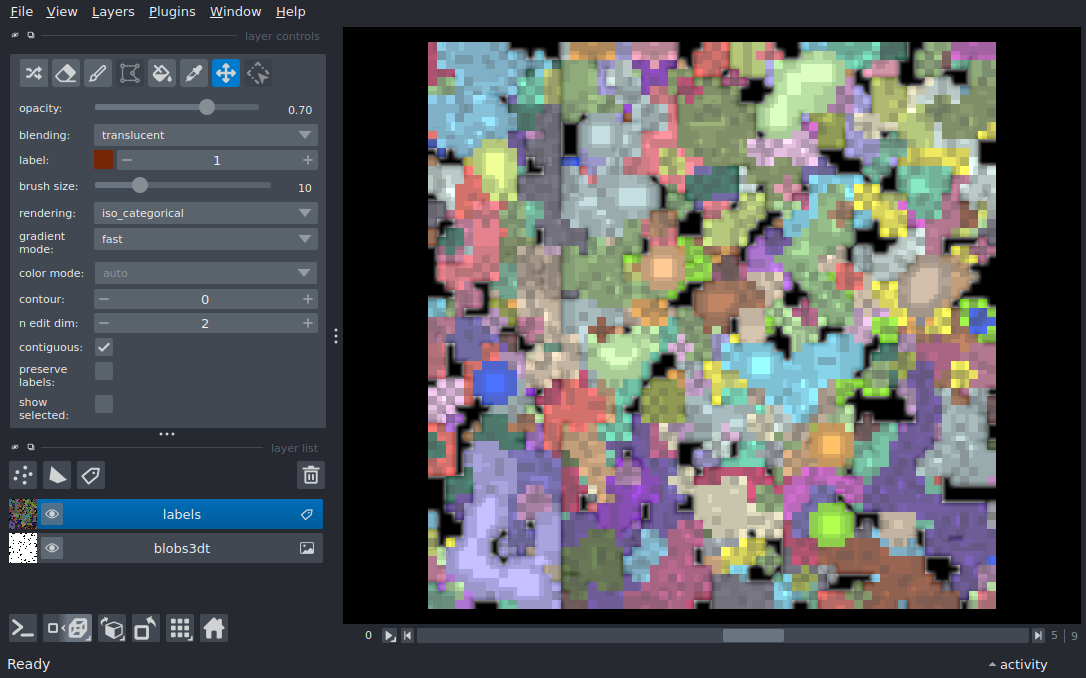 File View Layers Plugins Window Help
layer controls
opacity: 0.70
blending: translucent
label: 1
brush size: 10
rendering: iso_categorical
gradient
mode: fast
color mode: auto
contour: 0
n edit dim: 2
contiguous:
preserve
labels:
show
selected:
layer list
labels
blobs3dt
0 5 9
Ready activity